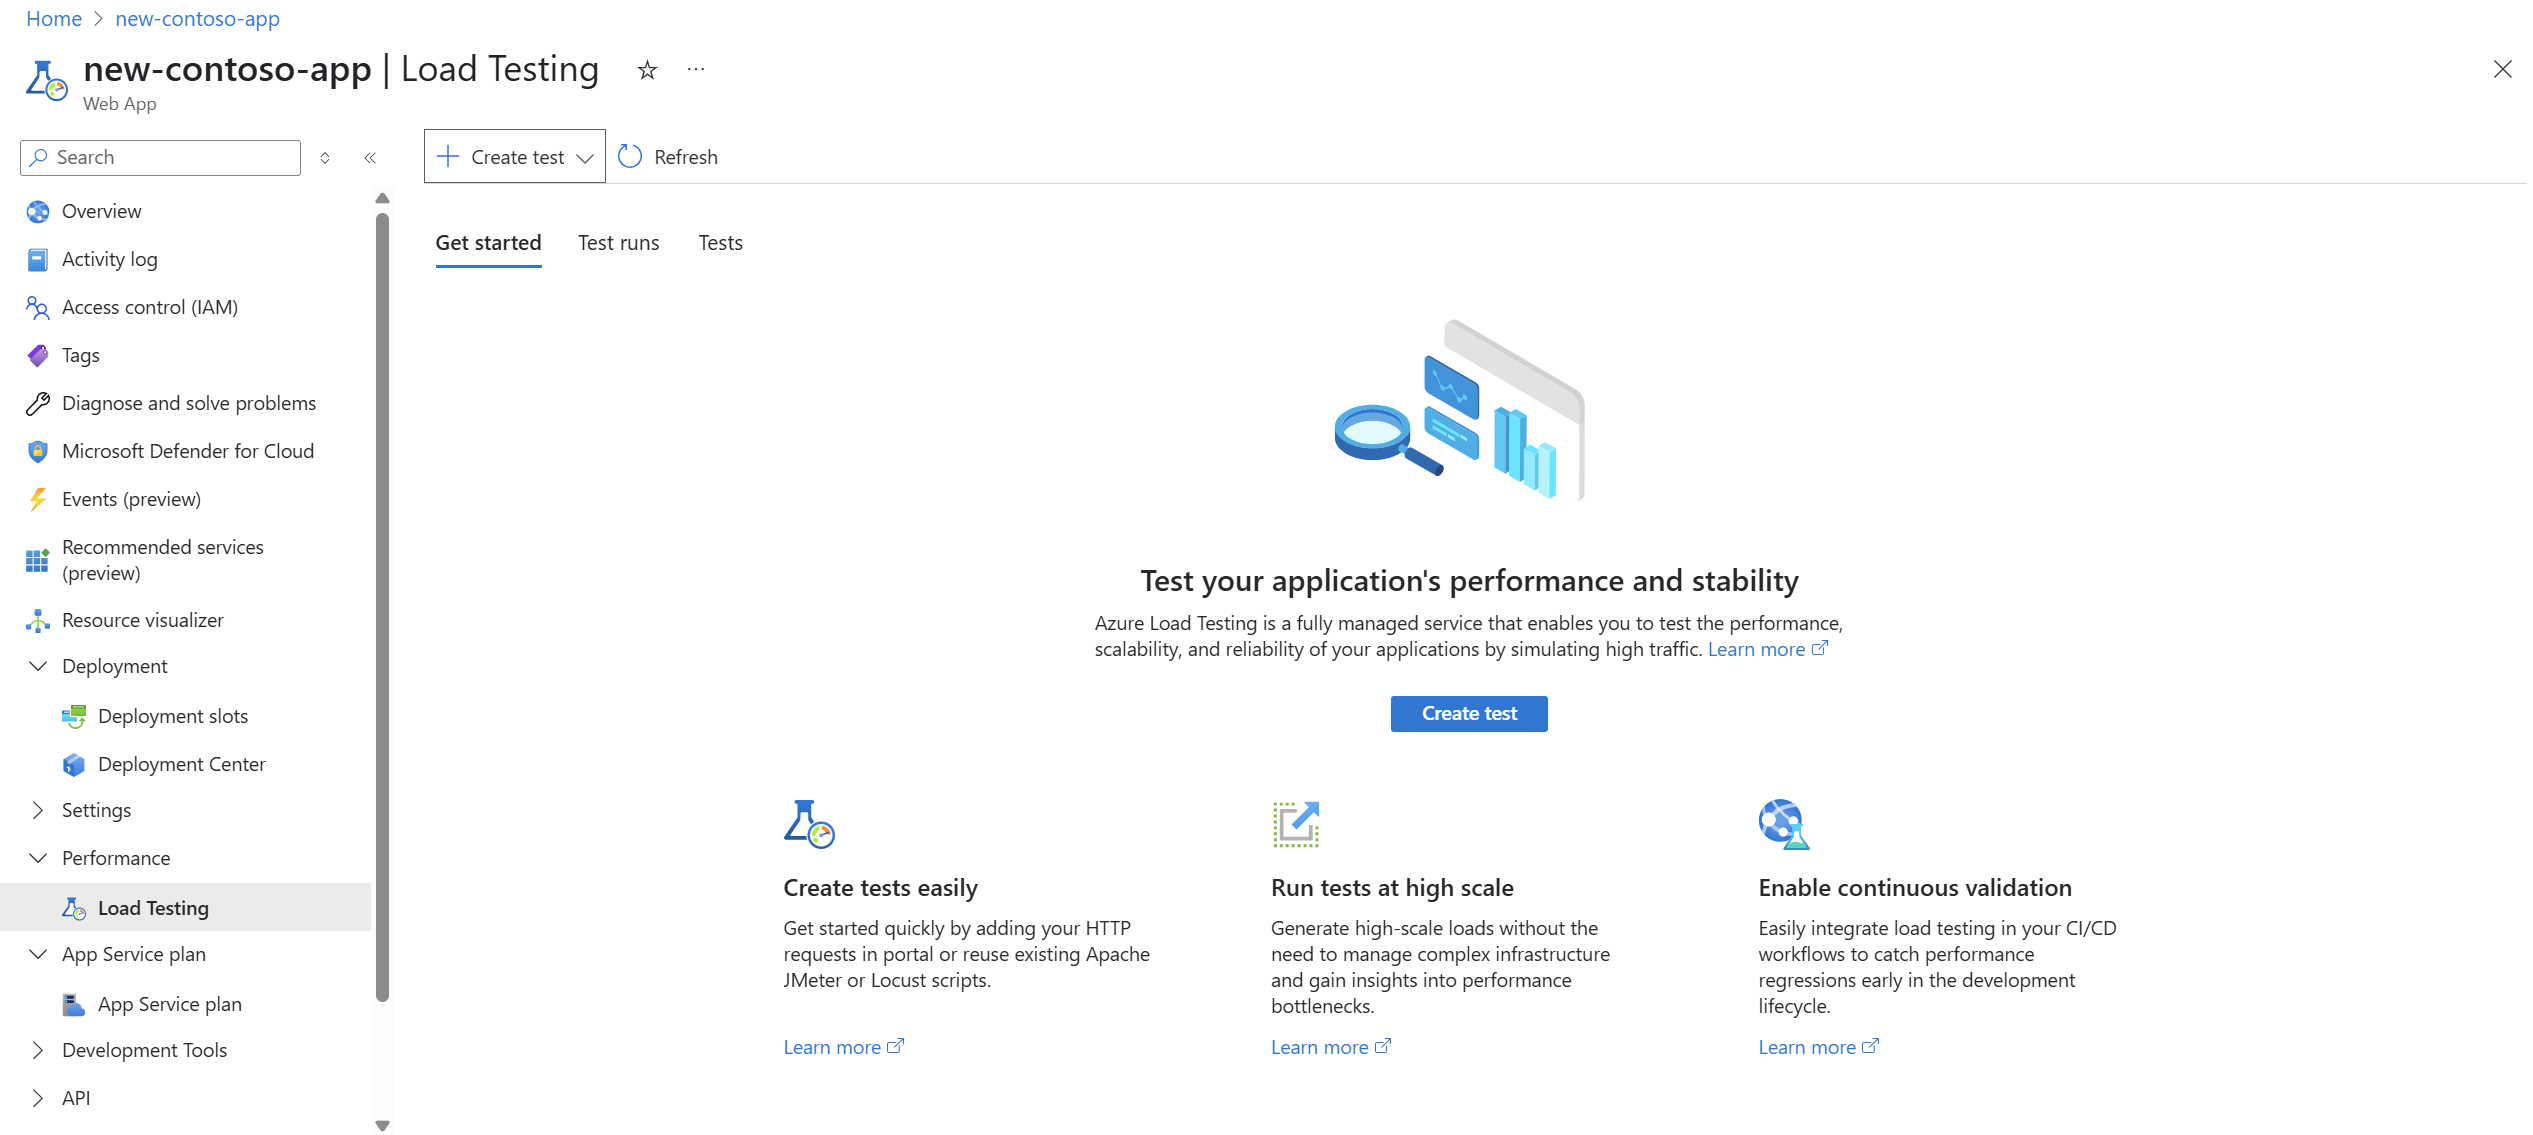 Home > new-contoso-app
new-contoso-app | Load Testing
Web App
Search
Overview
Activity log
Access control (IAM)
Tags
Diagnose and solve problems
Microsoft Defender for Cloud
Events (preview)
Recommended services
(preview)
Resource visualizer
Deployment
Deployment slots
Deployment Center
Settings
Performance
Load Testing
App Service plan
App Service plan
Development Tools
API
Create test
Refresh
Get started Test runs Tests
Test your application's performance and stability
Azure Load Testing is a fully managed service that enables you to test the performance,
scalability, and reliability of your applications by simulating high traffic. Learn more
Create test
Create tests easily
Get started quickly by adding your HTTP
requests in portal or reuse existing Apache
JMeter or Locust scripts.
Learn more
Run tests at high scale
Generate high-scale loads without the
need to manage complex infrastructure
and gain insights into performance
bottlenecks.
Learn more
Enable continuous validation
Easily integrate load testing in your CI/CD
workflows to catch performance
regressions early in the development
lifecycle.
Learn more